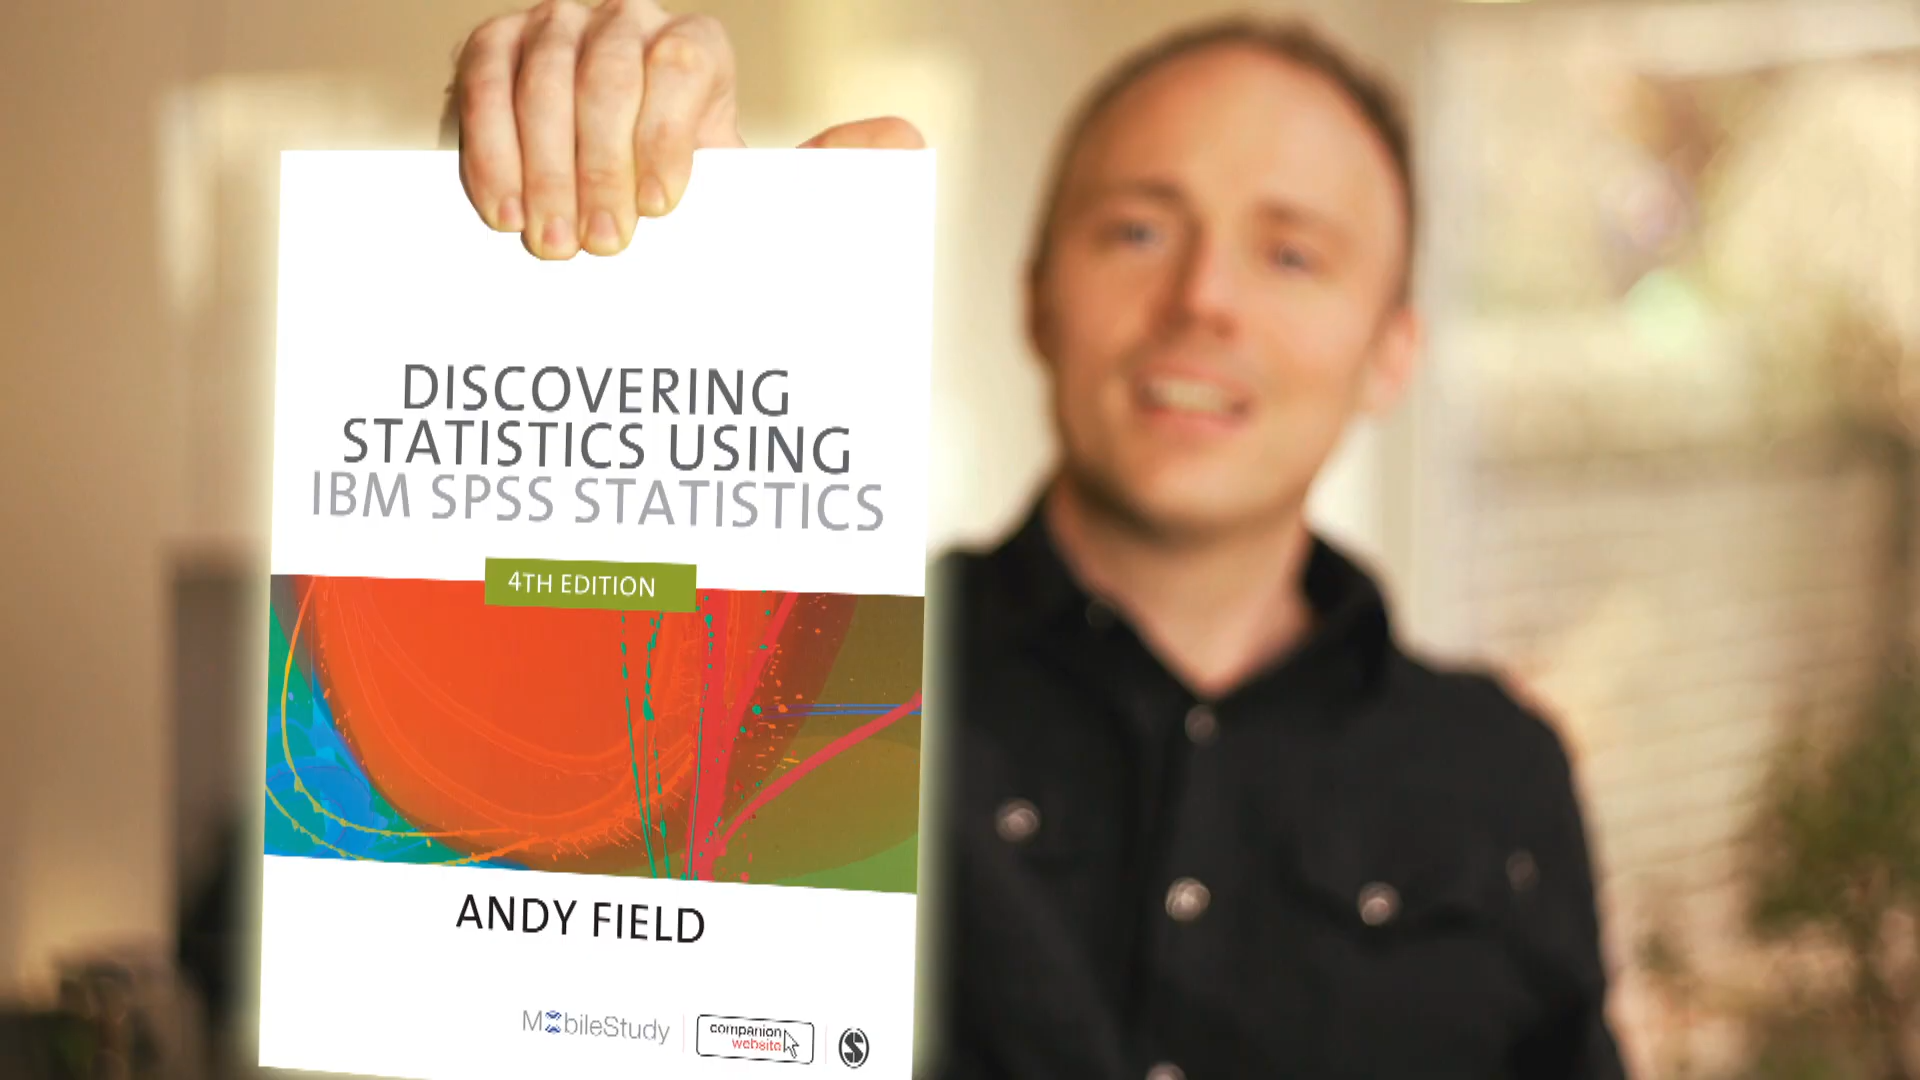 DISCOVERING
STATISTICS USING
IBM SPSS STATISTICS
4TH EDITION
ANDY FIELD
MobileStudy
companion
website
S